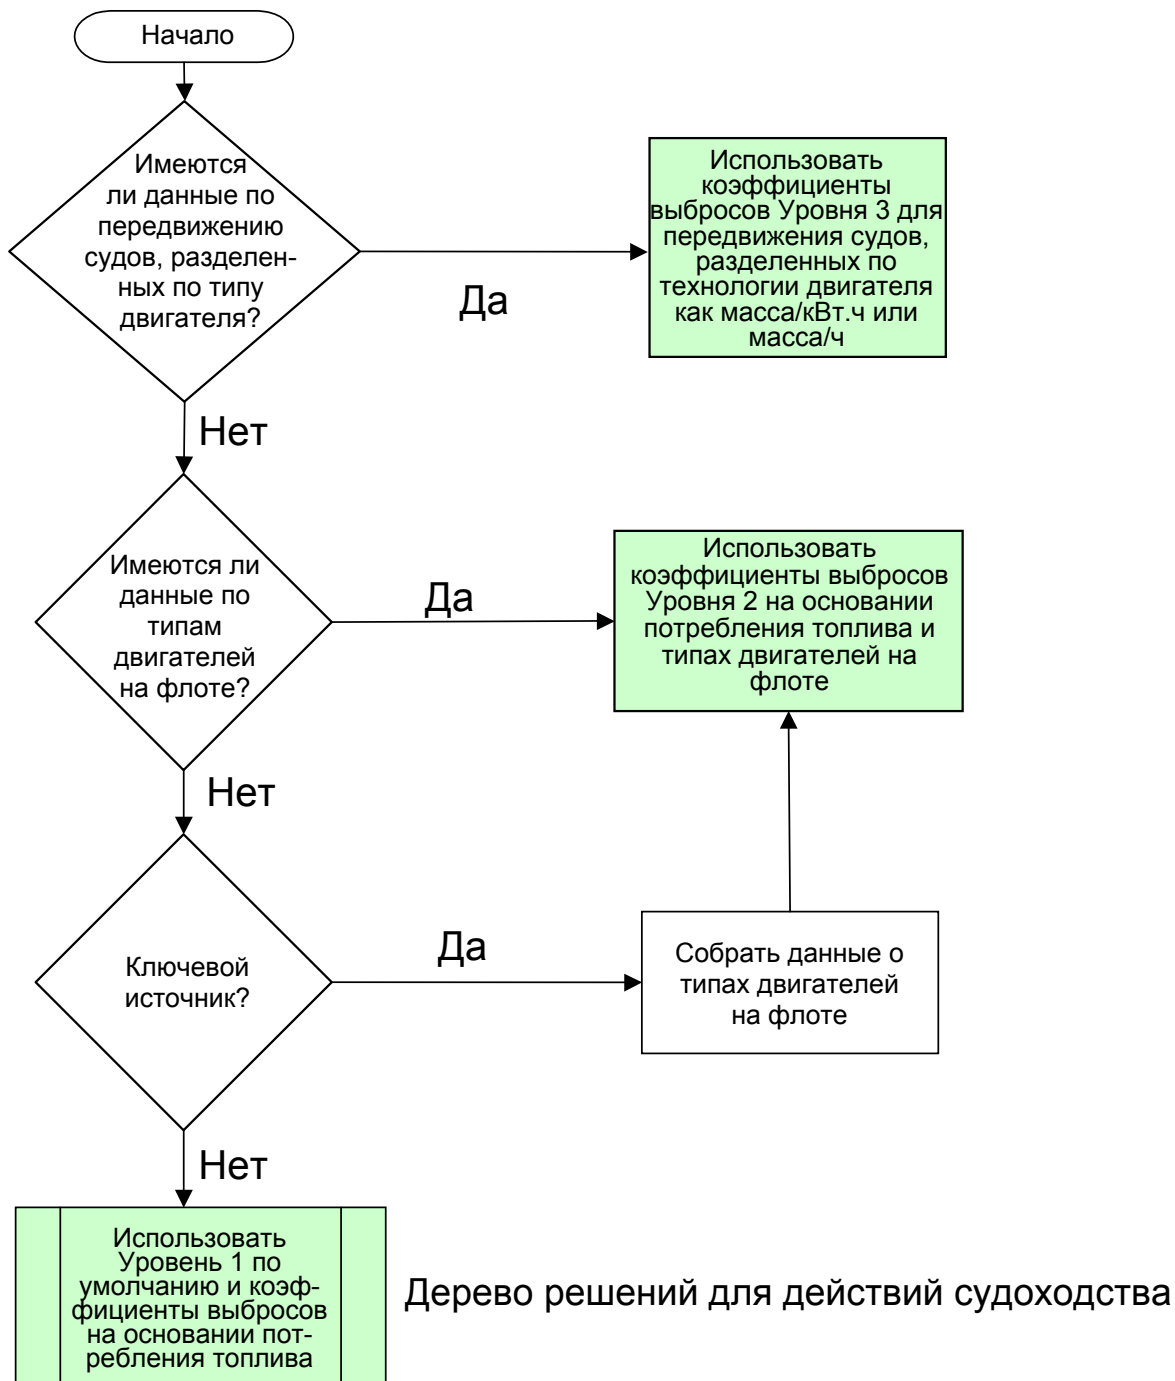 Начало
Имеются
ли данные по
передвижению
судов, разделен-
ных по типу
двигателя?
Да
Использовать
коэффициенты
выбросов Уровня 3 для
передвижения судов,
разделенных по
технологии двигателя
как масса/кВт.ч или
масса/ч
Нет
Имеются ли
данные по
типам
двигателей
на флоте?
Да
Использовать
коэффициенты выбросов
Уровня 2 на основании
потребления топлива и
типах двигателей на
флоте
Нет
Ключевой
источник?
Да
Собрать данные о
типах двигателей
на флоте
Нет
Использовать
Уровень 1 по
умолчанию и коэф-
фициенты выбросов
на основании пот-
ребления топлива
Дерево решений для действий судоходства